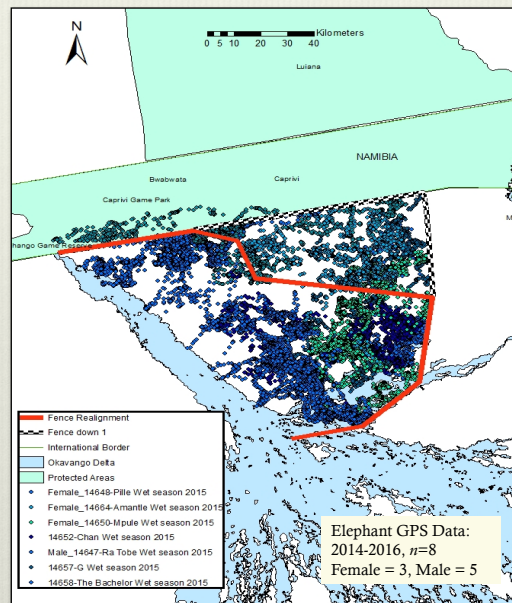 N
Kilometers
0 5 10 20 30 40
Luiana
NAMIBIA
Bwabwata
Caprivi
Caprivi Game Park
hango Game Reserve
M
Fence Realignment
Fence down 1
International Border
Okavango Delta
Protected Areas
Female_14648-Pille Wet season 2015
Female_14664-Amantle Wet season 2015
Female_14650-Mpule Wet season 2015
14652-Chan Wet season 2015
Male_14647-Ra Tobe Wet season 2015
14657-G Wet season 2015
14658-The Bachelor Wet season 2015
Elephant GPS Data:
2014-2016, n=8
Female = 3, Male = 5